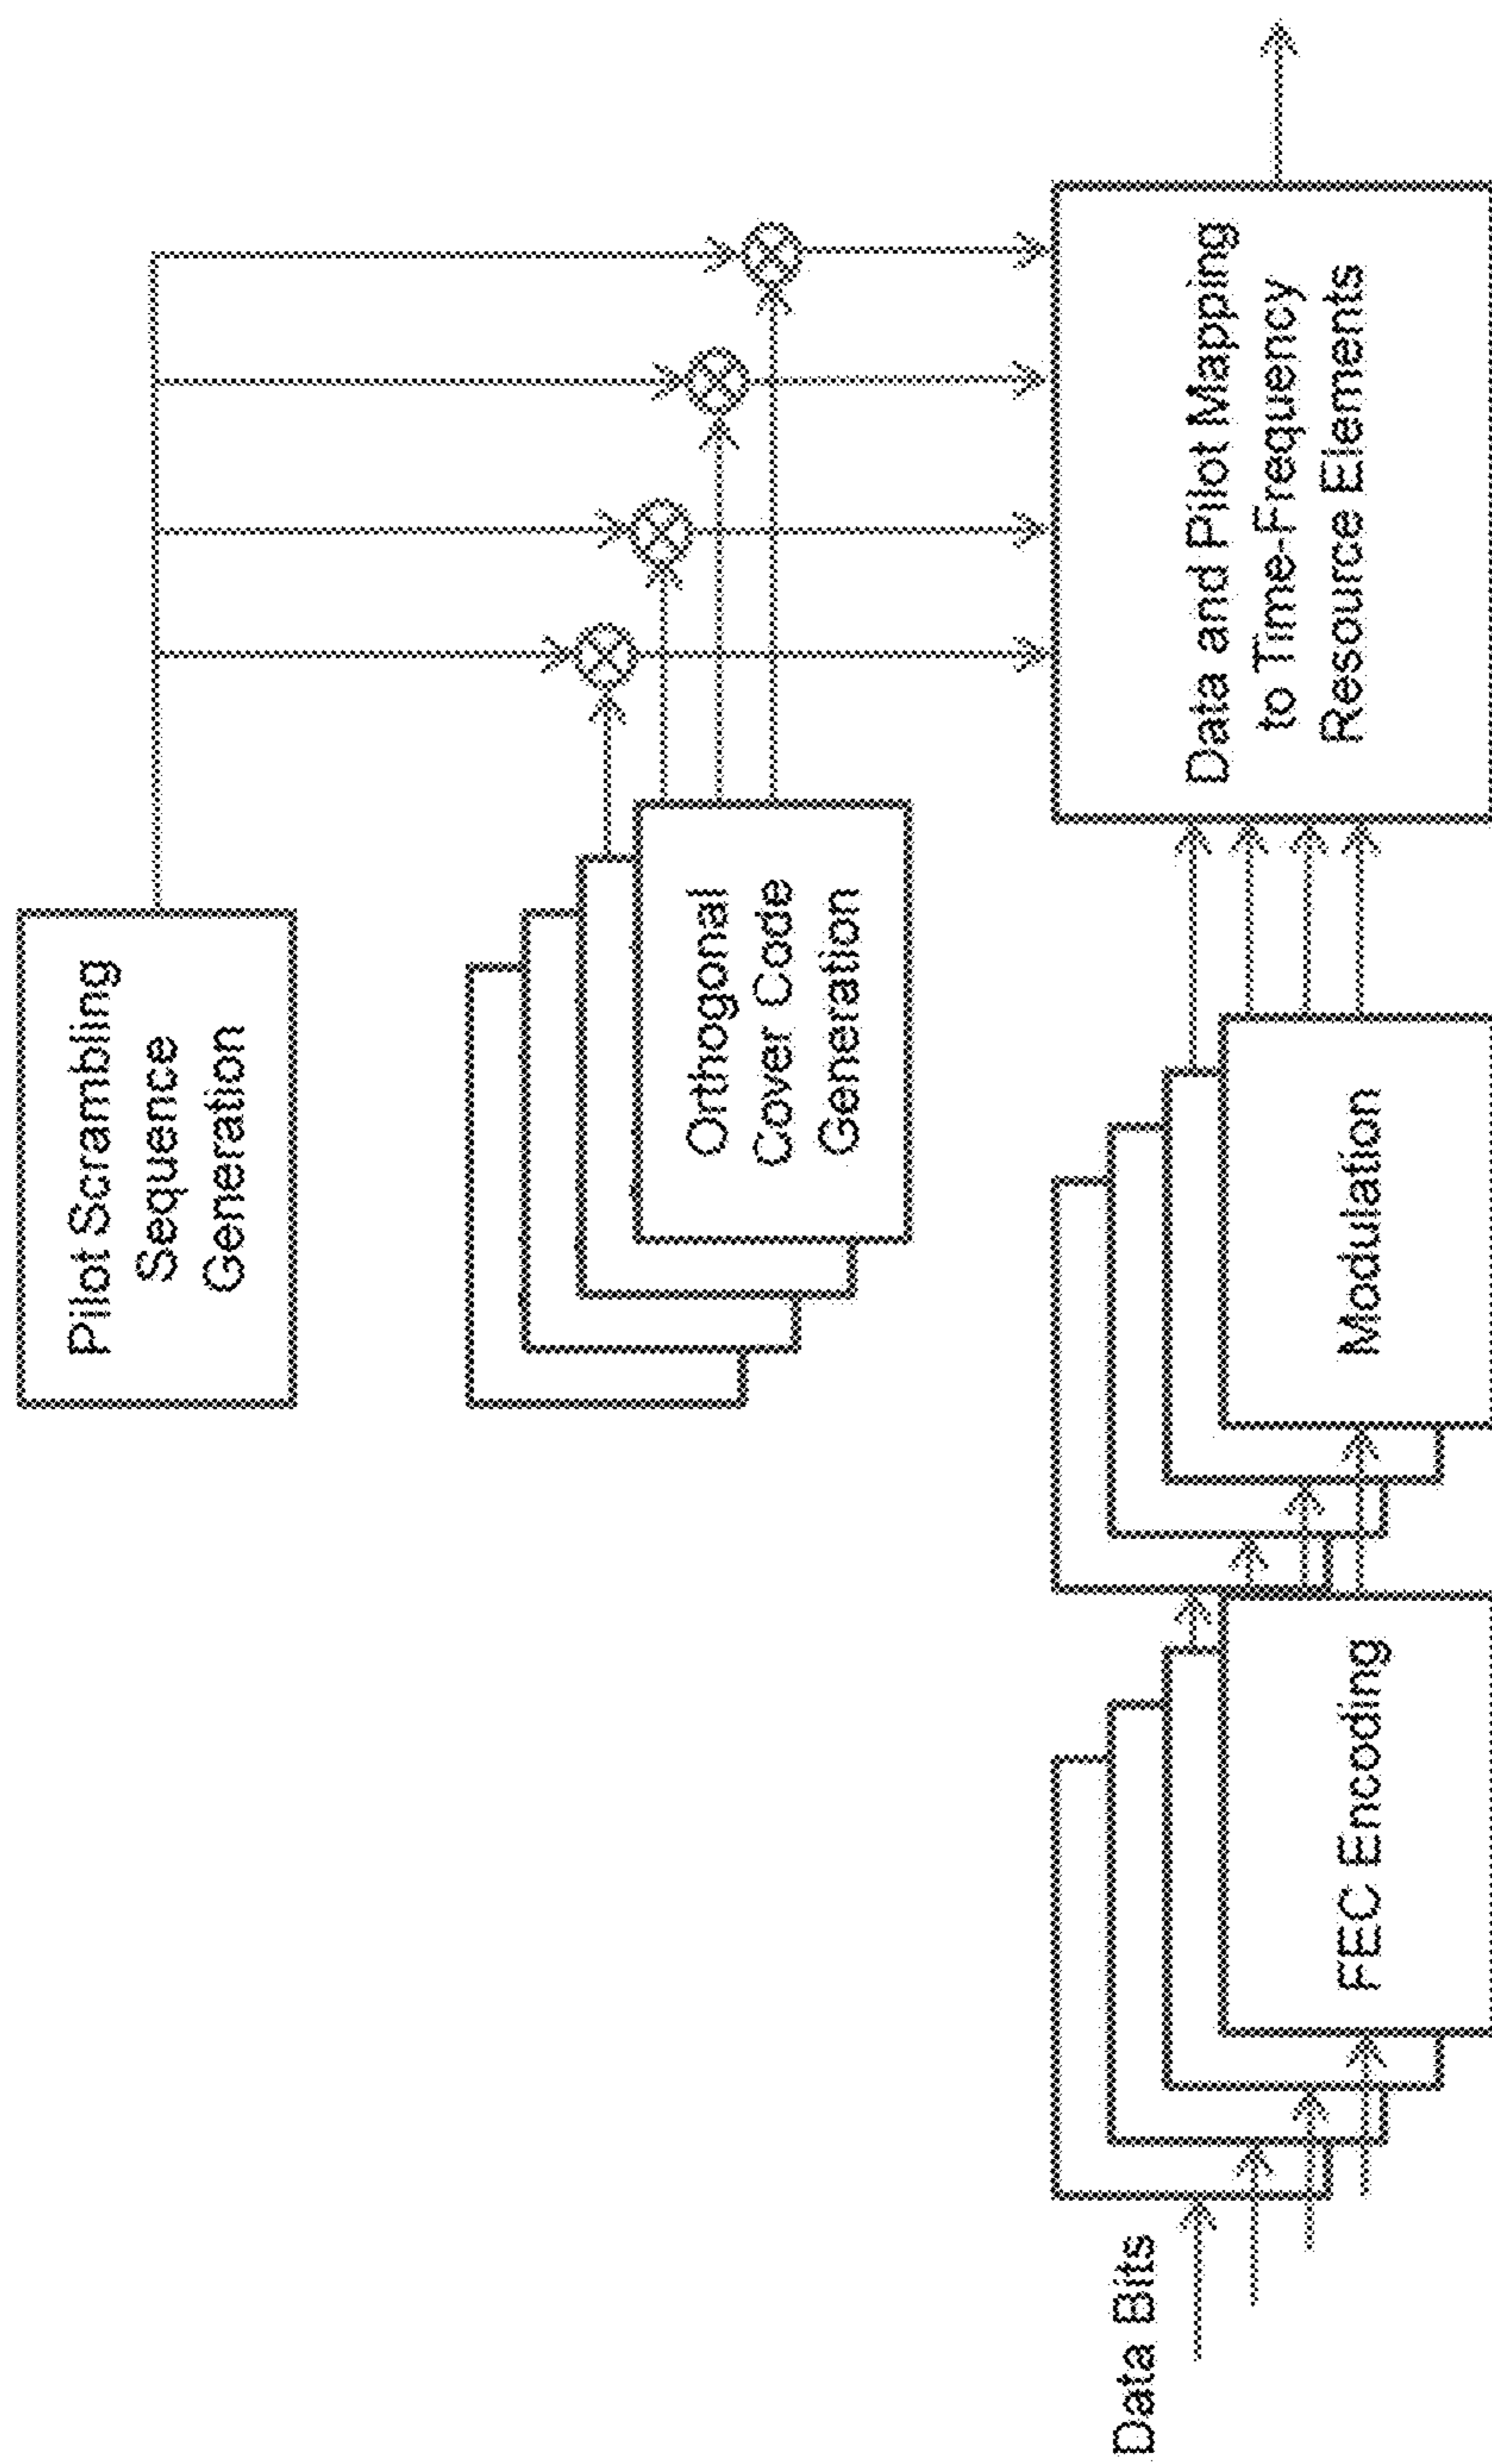 Pilot Scrambling
Sequence
Generation
Orthogonal
Cover Code
Generation
Data Bits
FEC Encoding
Modulation
Data and Pilot Mapping
to Time-Frequency
Resource Elements